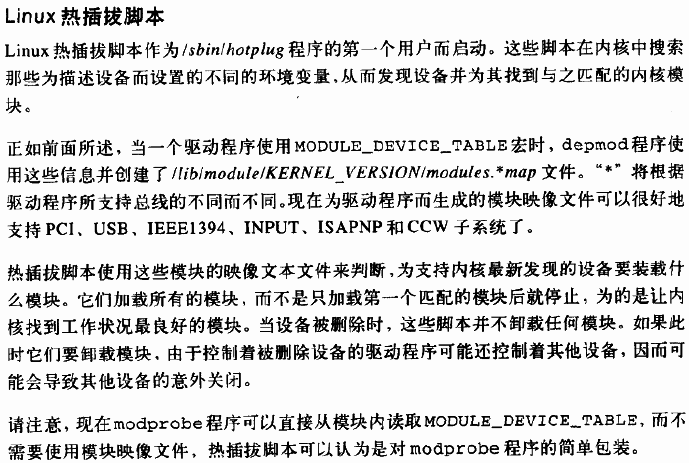 Linux 热插拔脚本
Linux 热插拔脚本作为 /sbin/hotplug 程序的第一个用户而启动。这些脚本在内核中搜索
那些为描述设备而设置的不同的环境变量,从而发现设备并为其找到与之匹配的内核模
块。
正如前面所述,当一个驱动程序使用 MODULE_DEVICE_TABLE 宏时,depmod 程序使
用这些信息并创建了 /lib/module/KERNEL_VERSION/modules.*map 文件。“*”将根据
驱动程序所支持总线的不同而不同。现在为驱动程序而生成的模块映像文件可以很好地
支持 PCI、USB、IEEE1394、INPUT、ISAPNP 和 CCW 子系统了。
热插拔脚本使用这些模块的映像文本文件来判断,为支持内核最新发现的设备要装载什
么模块。它们加载所有的模块,而不是只加载第一个匹配的模块后就停止,为的是让内
核找到工作状况最良好的模块。当设备被删除时,这些脚本并不卸载任何模块。如果此
时它们要卸载模块,由于控制着被删除设备的驱动程序可能还控制着其他设备,因而可
能会导致其他设备的意外关闭。
请注意,现在 modprobe 程序可以直接从模块内读取 MODULE_DEVICE_TABLE,而不
需要使用模块映像文件,热插拔脚本可以认为是对 modprobe 程序的简单包装。